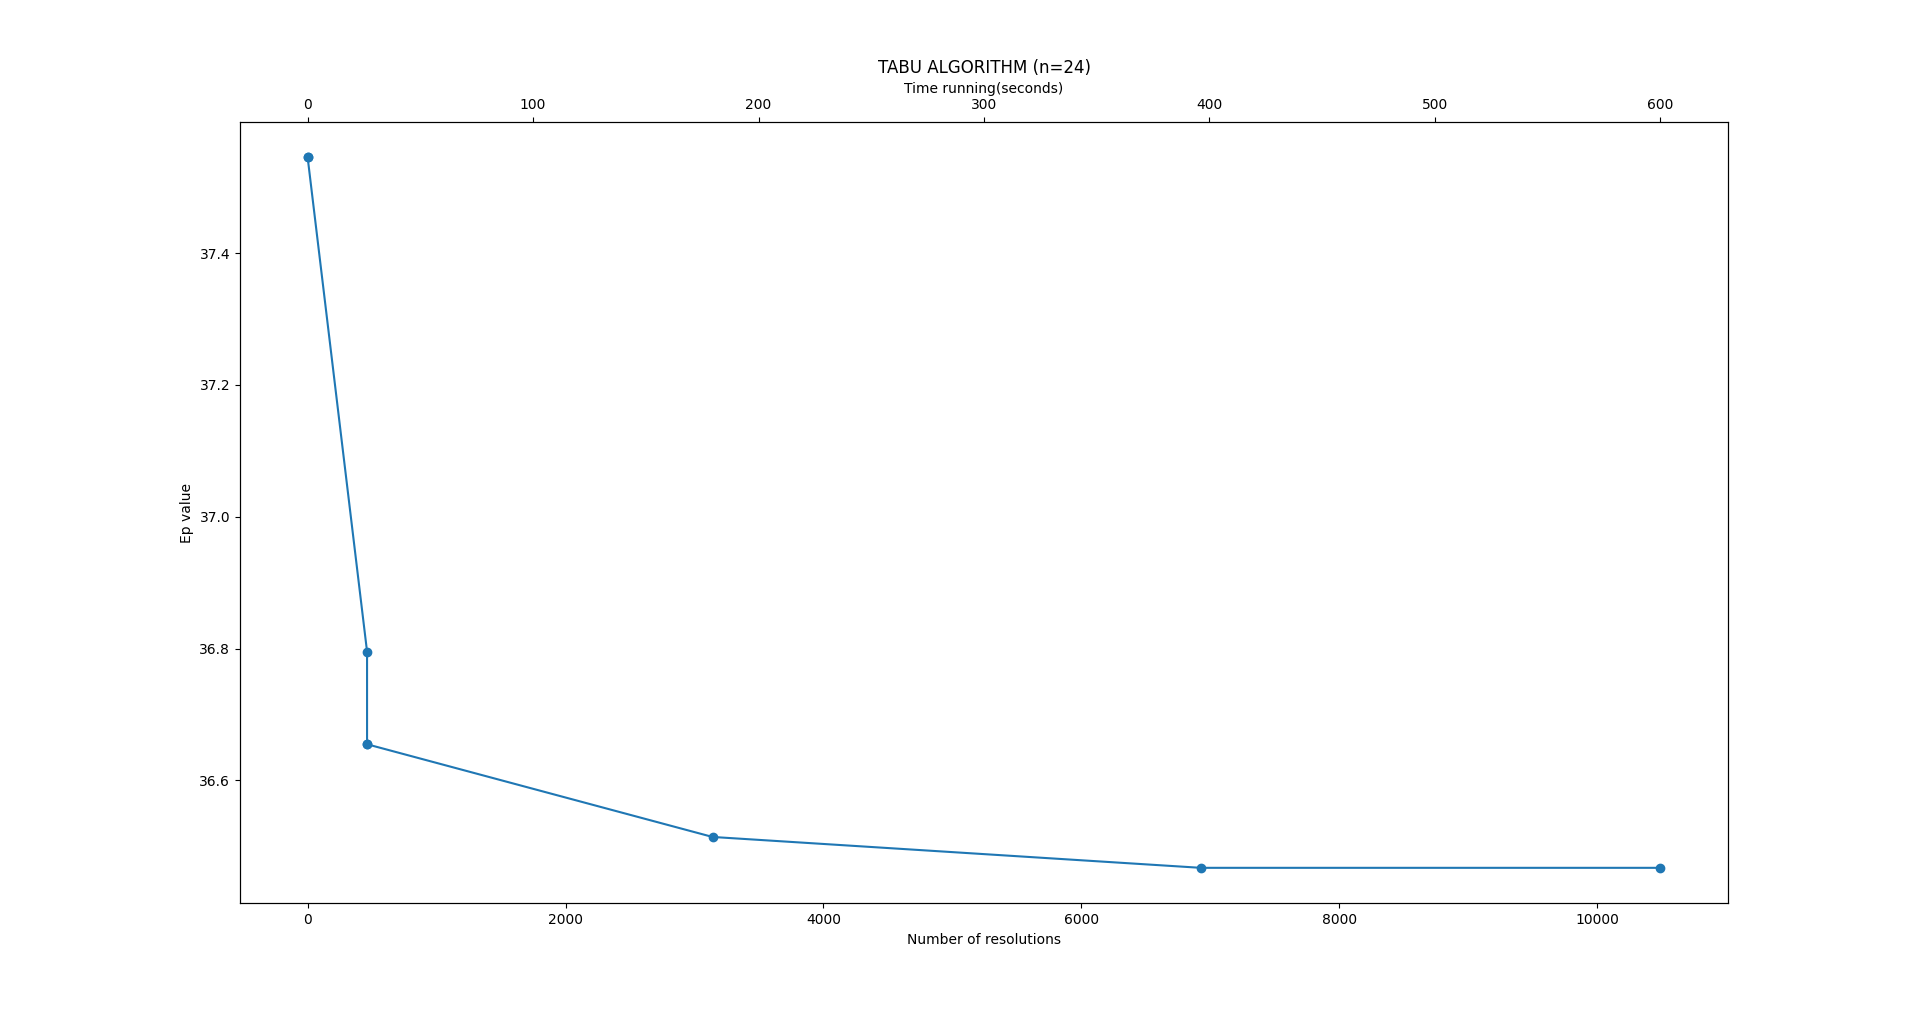 TABU ALGORITHM (n=24)
Time running(seconds)
0 100 200 300 400 500 600
37.4
37.2
37.0
36.8
36.6
Ep value
0 2000 4000 6000 8000 10000
Number of resolutions